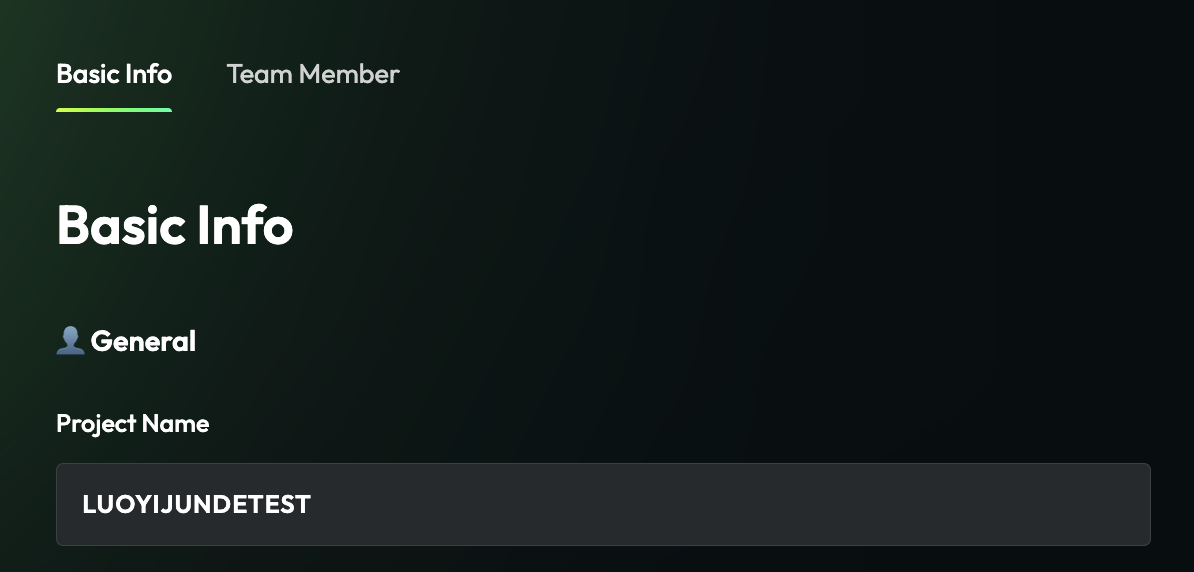 Basic Info Team Member
Basic Info
General
Project Name
LUOYIJUNDETEST